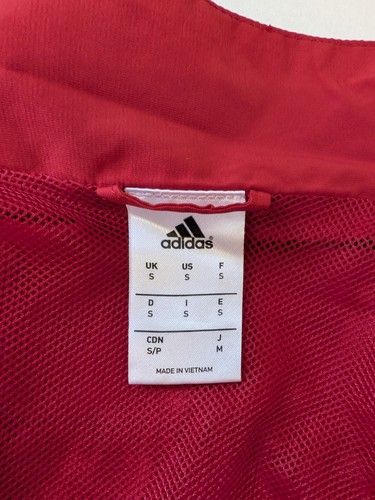 adidas
UK US F
S S S
D I E
S S S
CDN J
S/P M
MADE IN VIETNAM